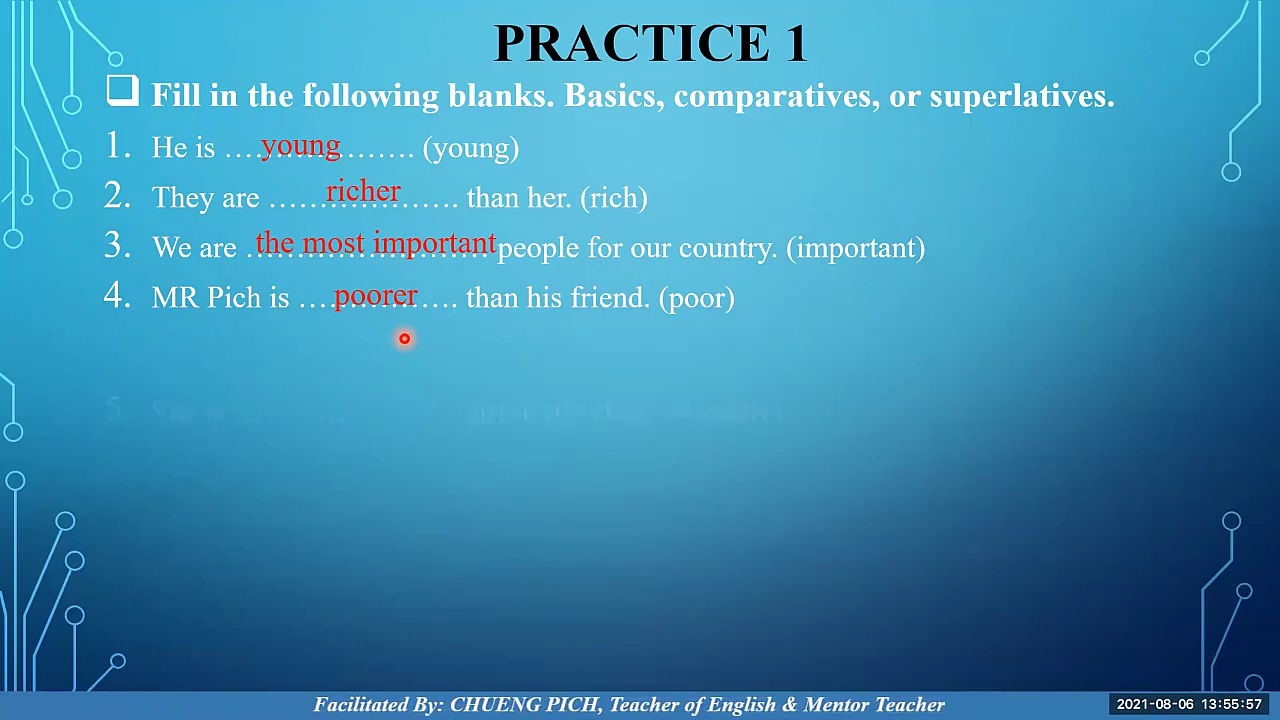 PRACTICE 1
❑ Fill in the following blanks. Basics, comparatives, or superlatives.
1. He is ….young……. (young)
2. They are ……richer……. than her. (rich)
3. We are .the most important people for our country. (important)
4. MR Pich is ….poorer…. than his friend. (poor)
5.
Facilitated By: CHUENG PICH, Teacher of English & Mentor Teacher
2021-08-06 13:55:57